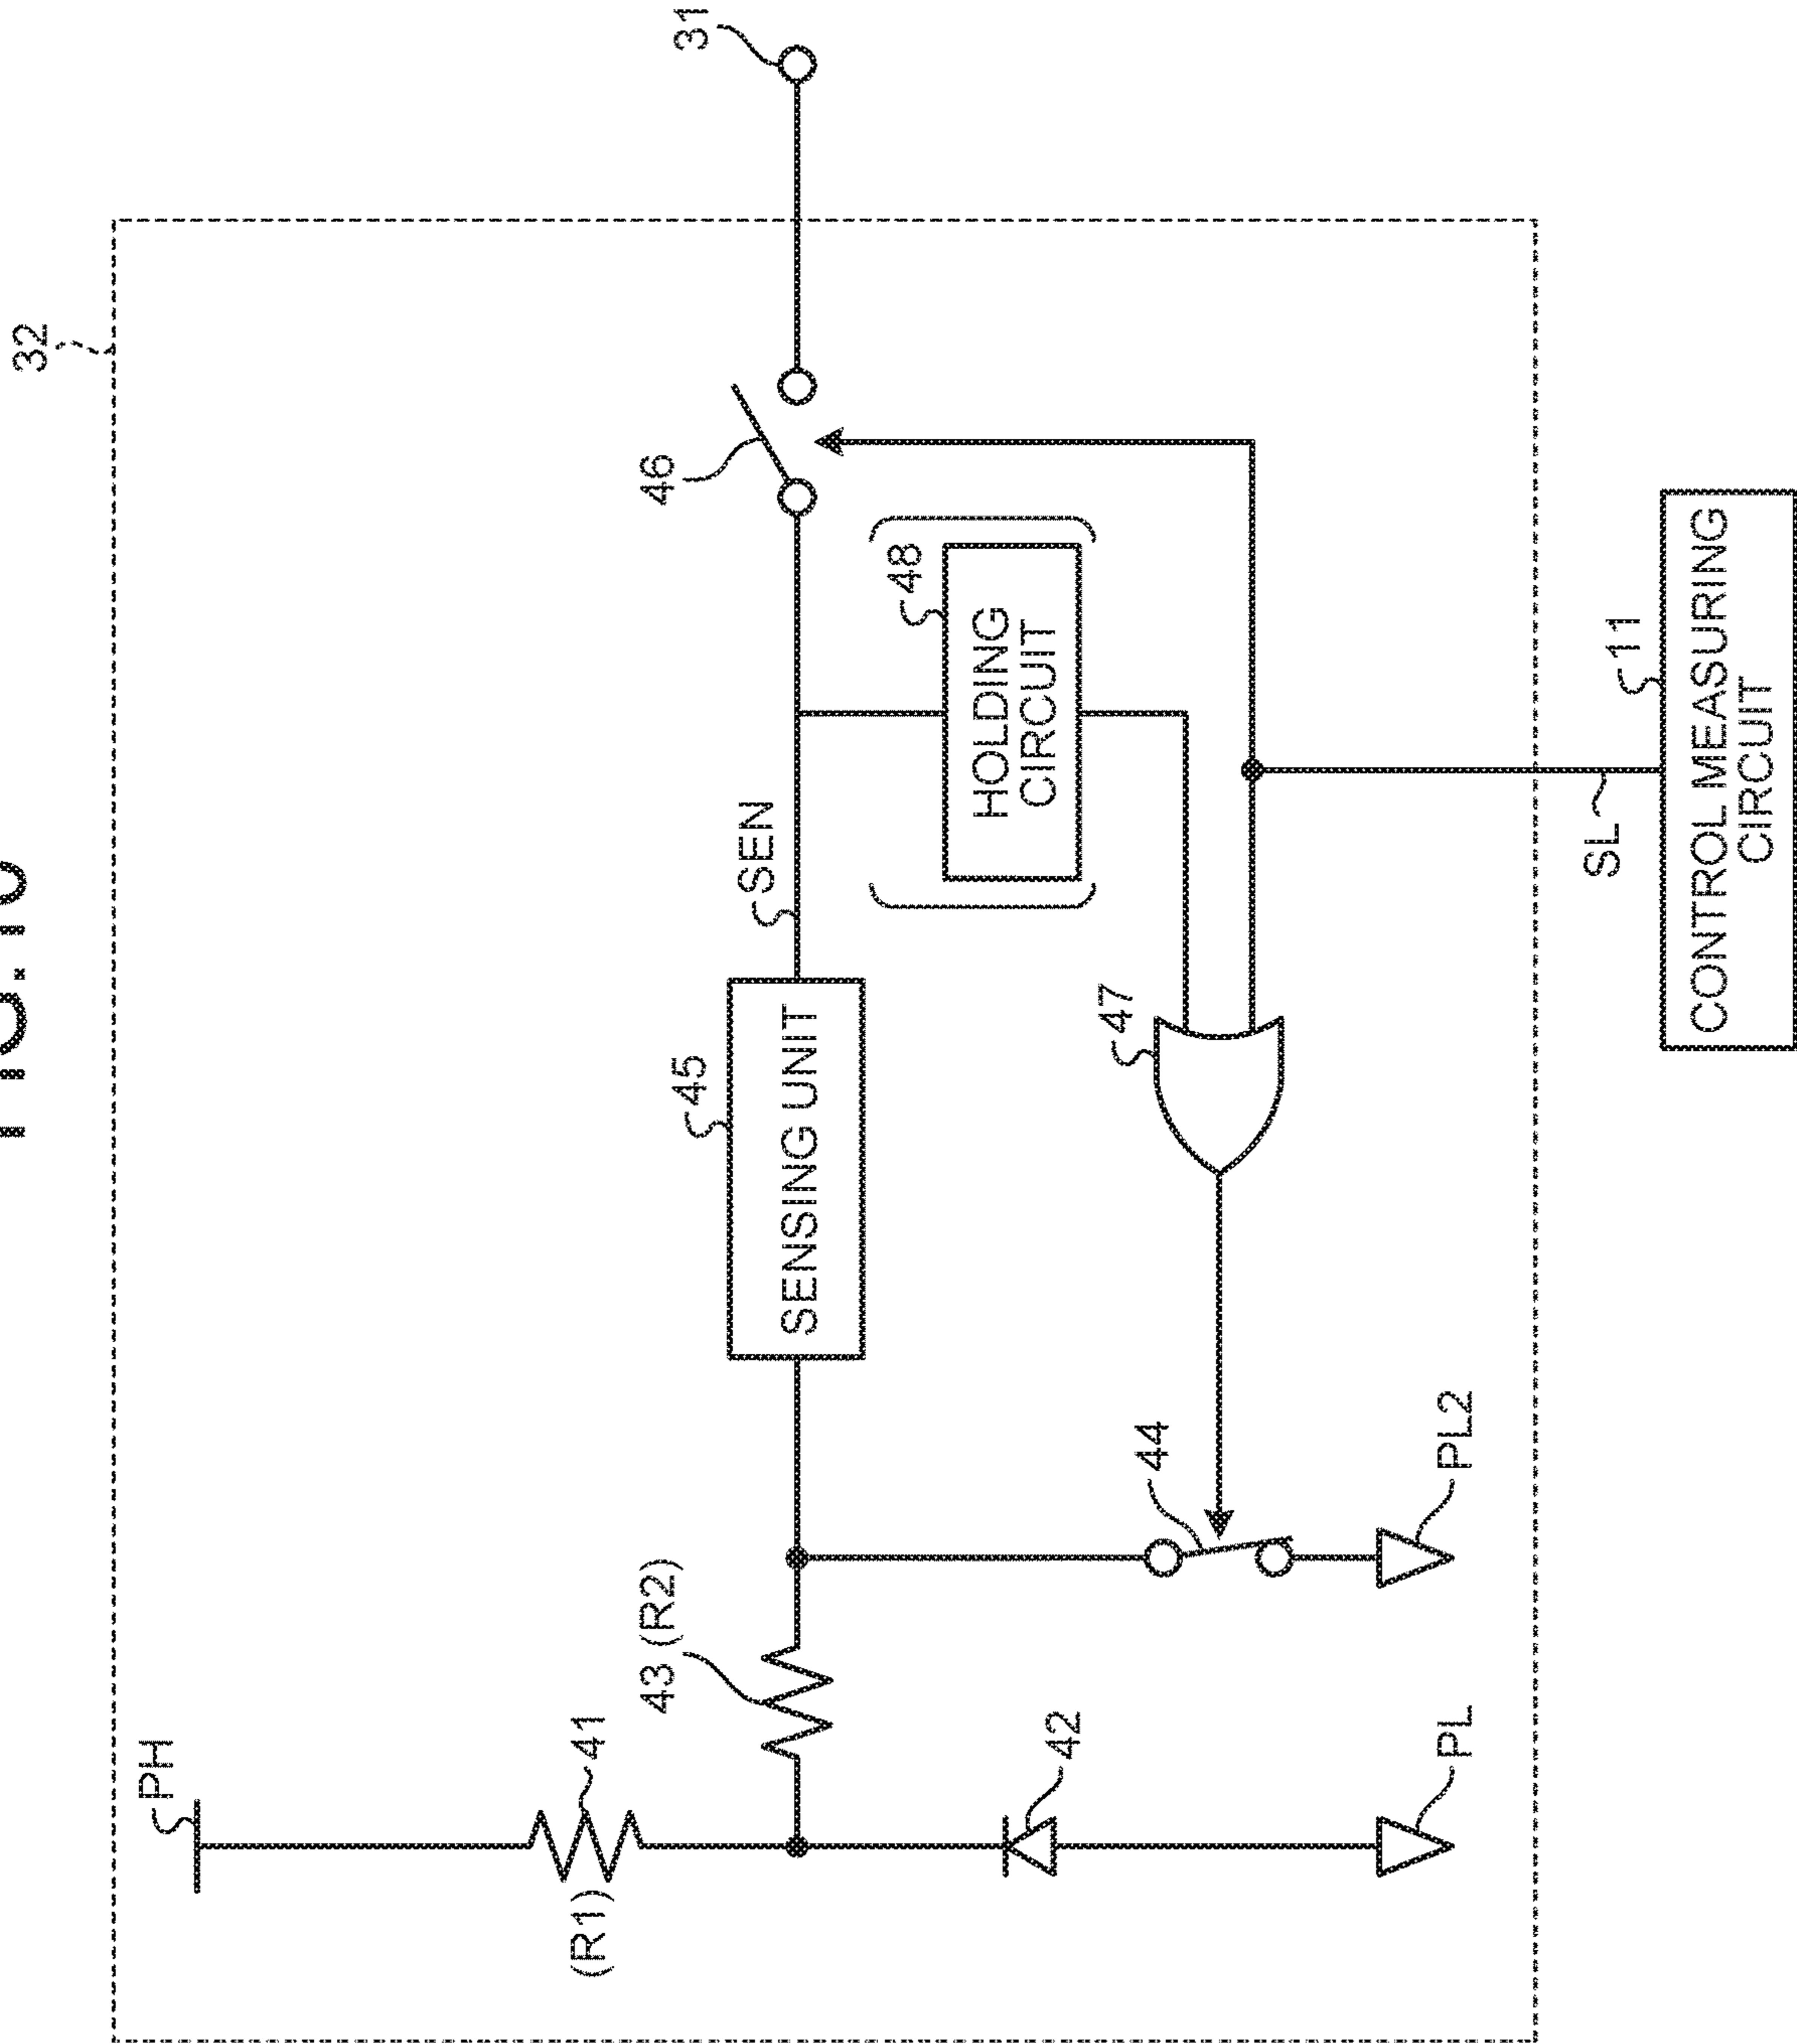 32
PH
(R1)
41
43 (R2)
46
31
45
SEN
SENSING UNIT
48
HOLDING
CIRCUIT
42
47
44
PL
PL2
SL
11
CONTROL MEASURING
CIRCUIT